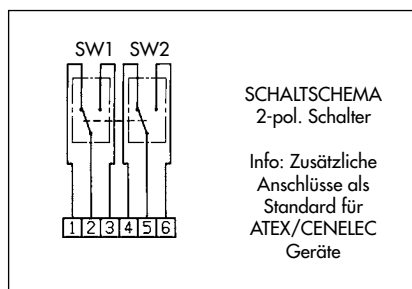 SW1 SW2
SCHALTSCHEMA
2-pol. Schalter
Info: Zusätzliche
Anschlüsse als
Standard für
ATEX/CENELEC
Geräte
1 2 3 4 5 6